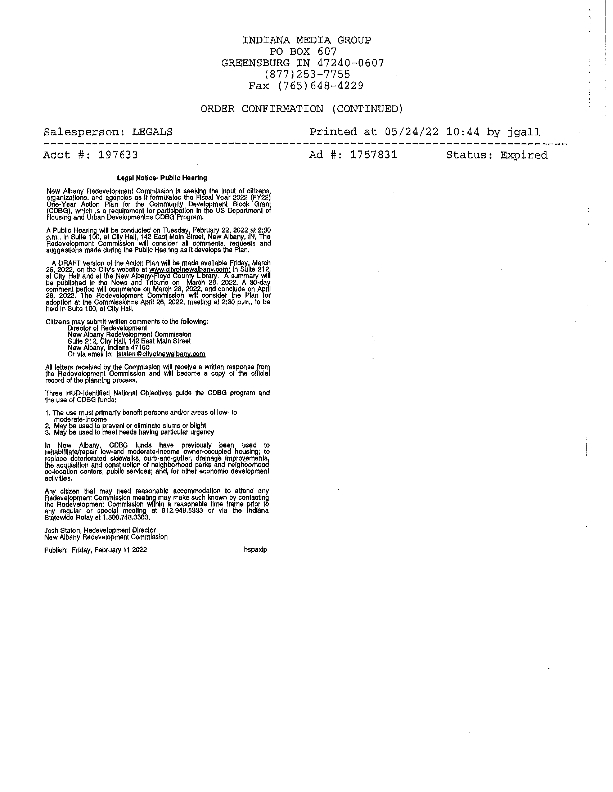 INDIANA MEDIA GROUP
PO BOX 607
GREENSBURG IN 47240-0607
(877)253-7755
Fax (765)648-4229
ORDER CONFIRMATION (CONTINUED)
Salesperson: LEGALS Printed at 05/24/22 10:44 by jgall
Acct #: 197633 Ad #: 1757831 Status: Expired
Legal Notice- Public Hearing
New Albany Redevelopment Commission is seeking the input of citizens,
organizations, and agencies as it formulates the Fiscal Year 2022 (FY22)
One-Year Action Plan for the Community Development Block Grant
(CDBG), which is a requirement for participation in the US Department of
Housing and Urban Development's CDBG Program.
A Public Hearing will be conducted on Tuesday, February 22, 2022 at 2:30
p.m., in Suite 100, at City Hall, 142 East Main Street, New Albany, IN. The
Redevelopment Commission will consider all comments, requests and
suggestions made during the Public Hearing as it develops the Plan.
A DRAFT version of the Action Plan will be made available Friday, March
25, 2022, on the City's website at www.cityofnewalbany.com; in Suite 212,
at City Hall and at the New Albany-Floyd County Library. A summary will
be published in the News and Tribune on March 2022. A 30-day
comment period will commence on March 28, 2022, and conclude on April
2022. The Redevelopment Commission will consider the Plan for
adoption at the Commission's April 26, 2022, meeting at 2:30 p.m., to be
held in Suite 100, at City Hall.
Citizens may submit written comments to the following:
Director of Redevelopment
New Albany Redevelopment Commission
Suite 212, City Hall, 142 East Main Street
New Albany, Indiana 47150
Or via email to: jstaten@cityofnewalbany.com
All letters received by the Commission will receive a written response from
the Redevelopment Commission and will become a copy of the official
record of the planning process.
Three HUD-identified National Objectives guide the CDBG program and
the use of CDBG funds:
1. The use must primarily benefit persons and/or areas of low- to
moderate-income
2. May be used to prevent or eliminate slums or blight
3. May be used to meet needs having particular urgency
In New Albany, CDBG funds have previously been used to
rehabilitate/repair low-and moderate-income owner-occupied housing; to
replace deteriorated sidewalks, curb-and-gutter, drainage improvements,
the acquisition and construction of neighborhood parks and neighborhood
co-location centers; public services; and, for other economic development
activities.
Any citizen that may need reasonable accommodation to attend any
Redevelopment Commission meeting may make such known by contacting
the Redevelopment Commission within a reasonable time frame prior to
any regular or special meeting at 812.948.5333 or via the Indiana
Statewide Relay at 1.800.743.3333.
Josh Staten, Redevelopment Director
New Albany Redevelopment Commission
Publish: Friday, February 11 2022 hspaxlp